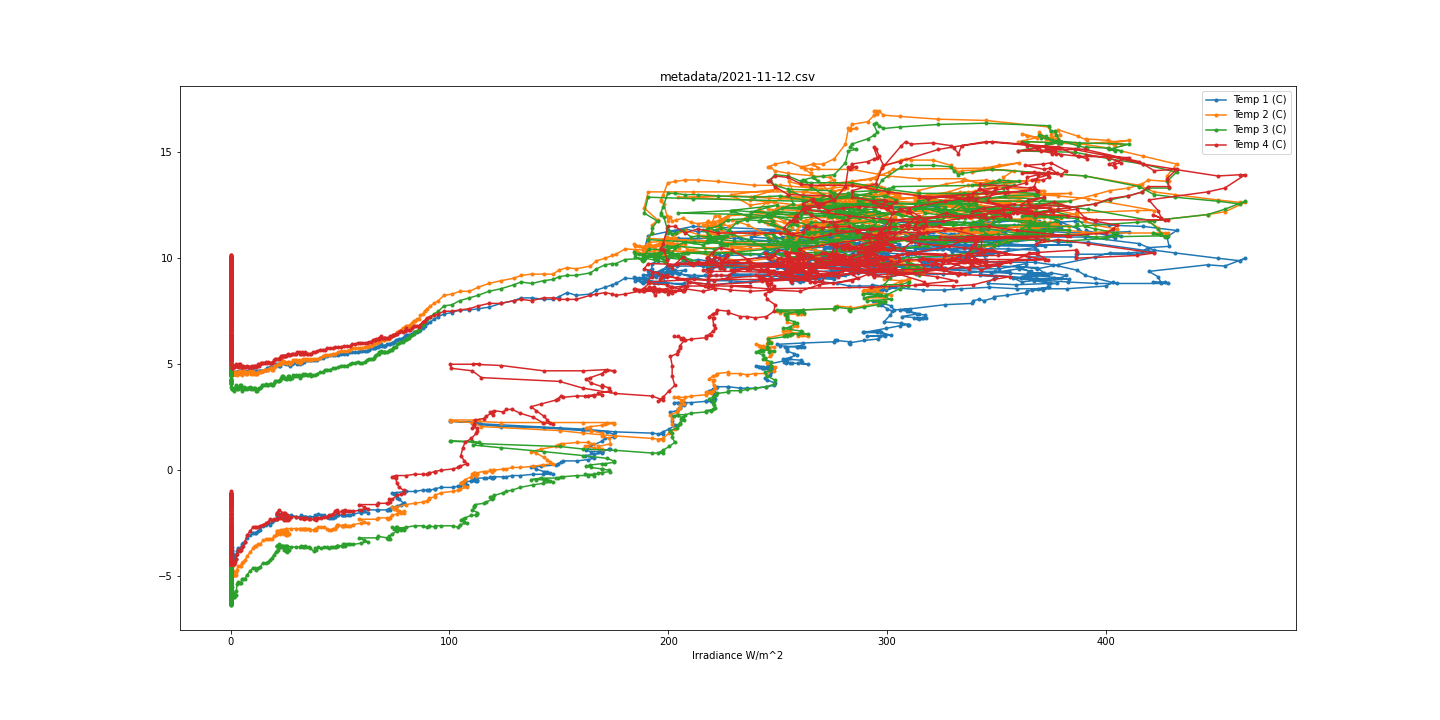 metadata/2021-11-12.csv
Temp 1 (C)
Temp 2 (C)
Temp 3 (C)
Temp 4 (C)
15
10
5
0
−5
0 100 200 300 400
Irradiance W/m^2